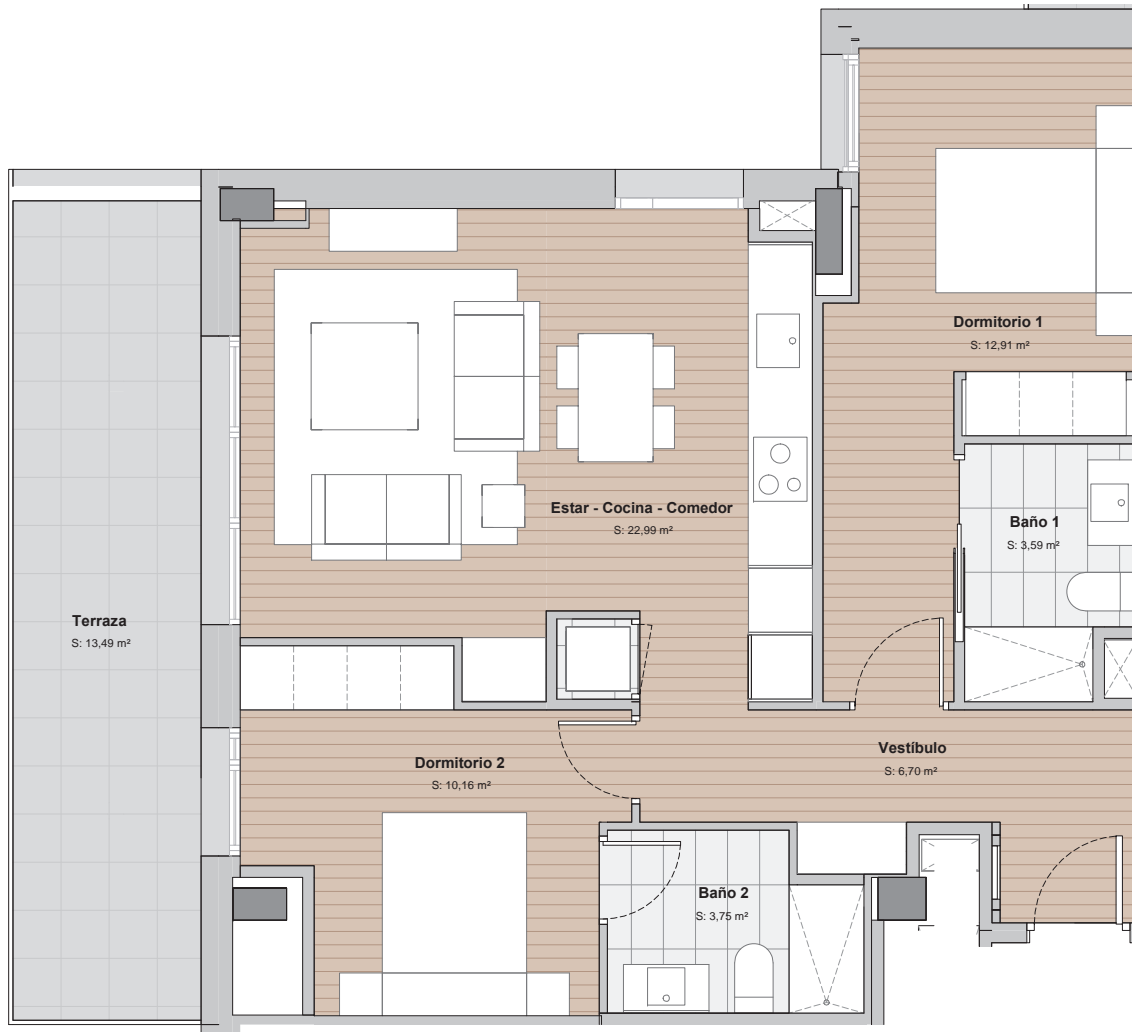 Dormitorio 1
S: 12,91 m²
Estar - Cocina - Comedor
S: 22,99 m²
Baño 1
S: 3,59 m²
Terraza
S: 13,49 m²
Dormitorio 2
S: 10,16 m²
Vestíbulo
S: 6,70 m²
Baño 2
S: 3,75 m²